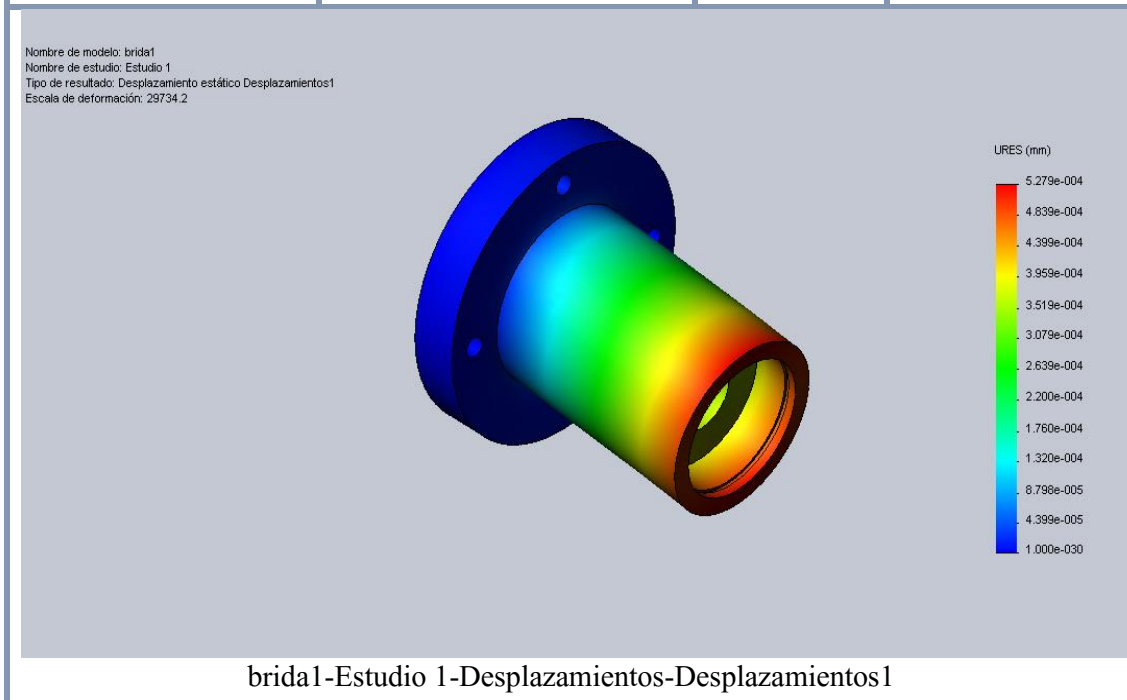 Nombre de modelo: brida1
Nombre de estudio: Estudio 1
Tipo de resultado: Desplazamiento estático Desplazamientos1
Escala de deformación: 29734.2
URES (mm)
5.279e-004
4.839e-004
4.399e-004
3.959e-004
3.519e-004
3.079e-004
2.639e-004
2.200e-004
1.760e-004
1.320e-004
8.798e-005
4.399e-005
1.000e-030
brida1-Estudio 1-Desplazamientos-Desplazamientos1